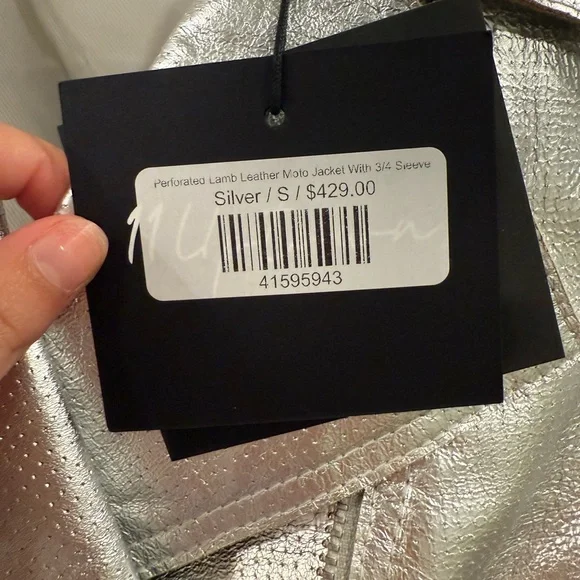 Perforated Lamb Leather Moto Jacket With 3/4 Sleeve
Silver / S / $429.00
41595943